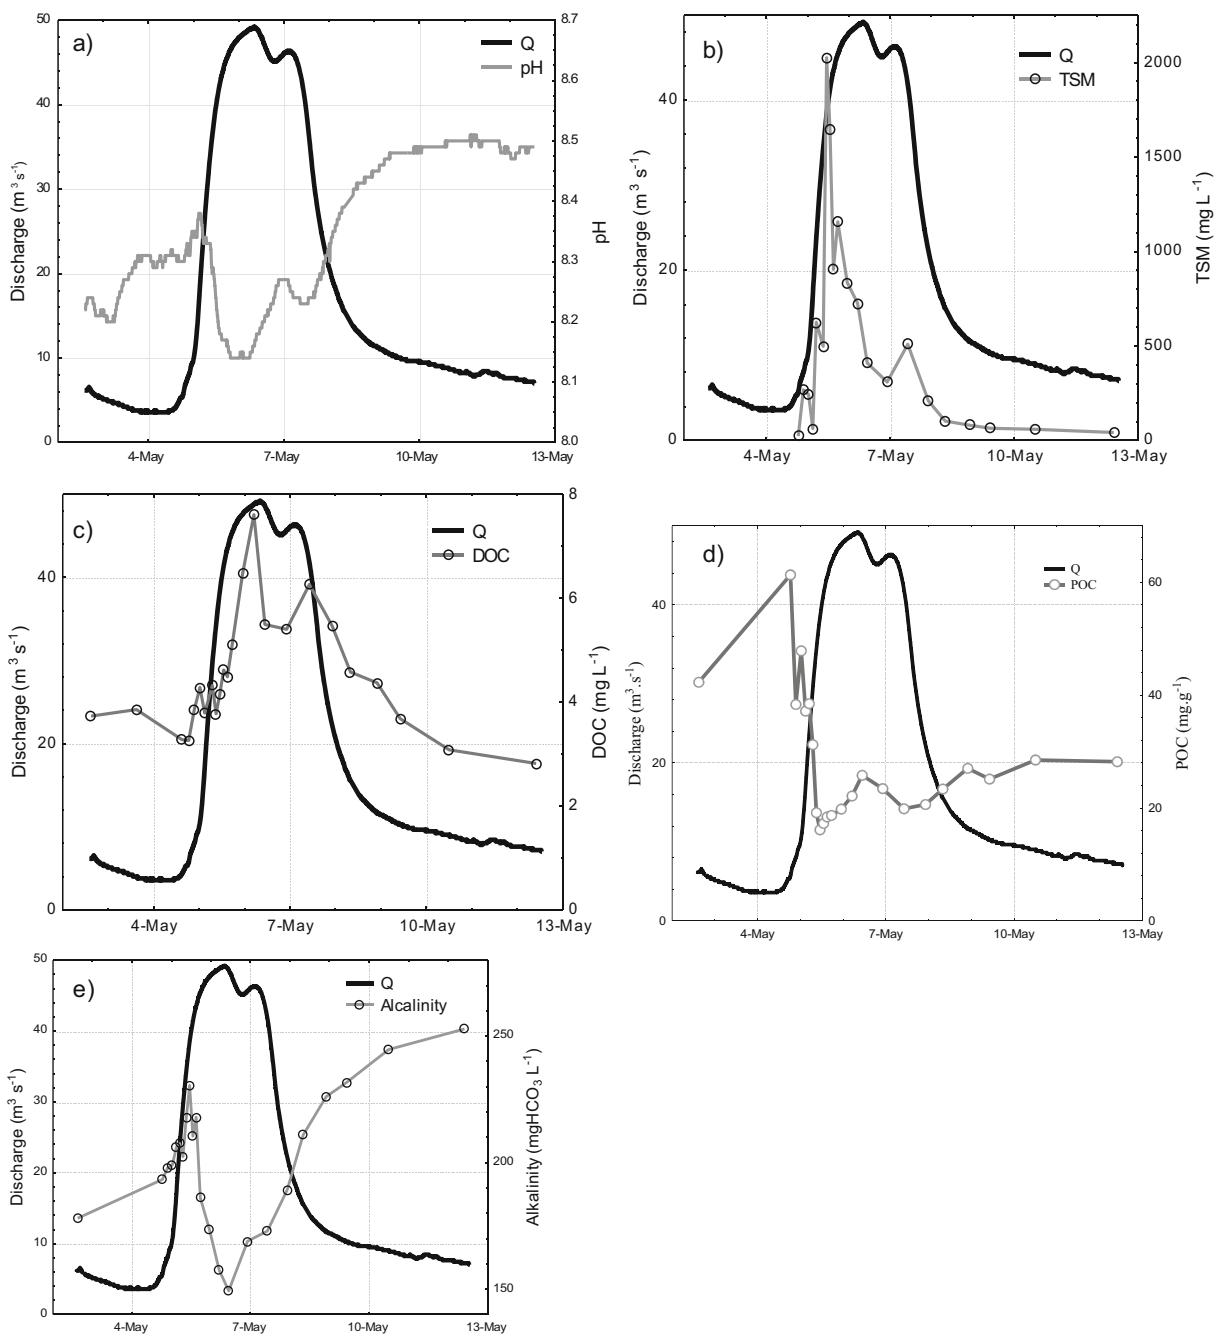 a)
Q
pH
50
40
30
20
10
0
Discharge (m³ s⁻¹)
8.7
8.6
8.5
8.4
8.3
8.2
8.1
8.0
pH
4-May
7-May
10-May
13-May
b)
Q
TSM
40
20
0
Discharge (m³ s⁻¹)
2000
1500
1000
500
0
TSM (mg L⁻¹)
4-May
7-May
10-May
13-May
c)
Q
DOC
40
20
0
Discharge (m³ s⁻¹)
8
6
4
2
0
DOC (mg L⁻¹)
4-May
7-May
10-May
13-May
d)
Q
POC
40
20
0
Discharge (m³.s⁻¹)
60
40
20
0
POC (mg.g⁻¹)
4-May
7-May
10-May
13-May
e)
Q
Alcalinity
50
40
30
20
10
0
Discharge (m³ s⁻¹)
250
200
150
Alkalinity (mgHCO₃ L⁻¹)
4-May
7-May
10-May
13-May